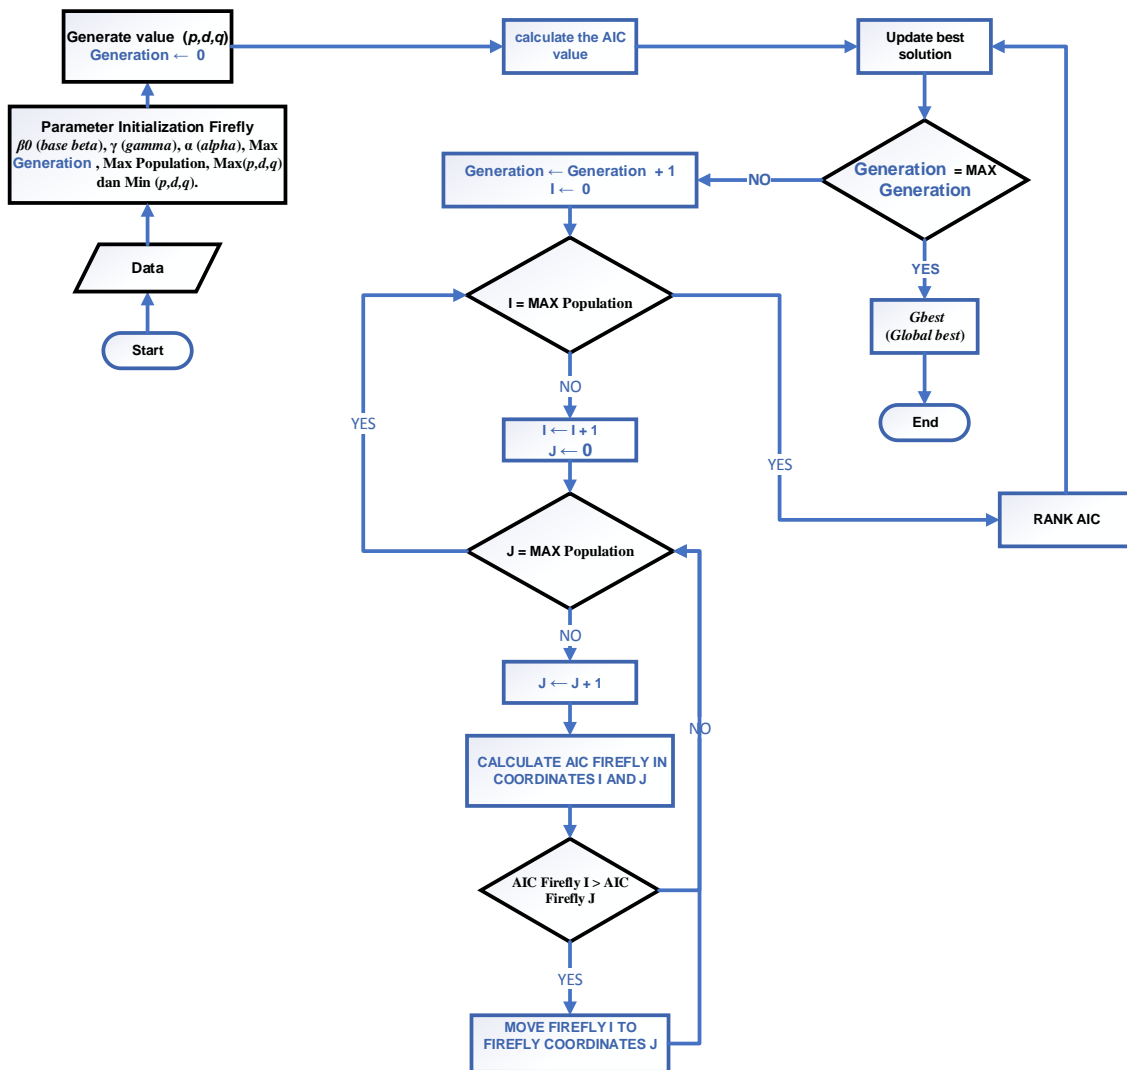 Start
Data
Parameter Initialization Firefly
β0 (base beta), γ (gamma), α (alpha), Max
Generation , Max Population, Max(p,d,q)
dan Min (p,d,q).
Generate value (p,d,q)
Generation ← 0
calculate the AIC
value
Update best
solution
Generation = MAX
Generation
YES
Gbest
(Global best)
End
NO
Generation ← Generation + 1
I ← 0
I = MAX Population
YES
RANK AIC
NO
I ← I + 1
J ← 0
J = MAX Population
YES
NO
J ← J + 1
CALCULATE AIC FIREFLY IN
COORDINATES I AND J
AIC Firefly I > AIC
Firefly J
NO
YES
MOVE FIREFLY I TO
FIREFLY COORDINATES J